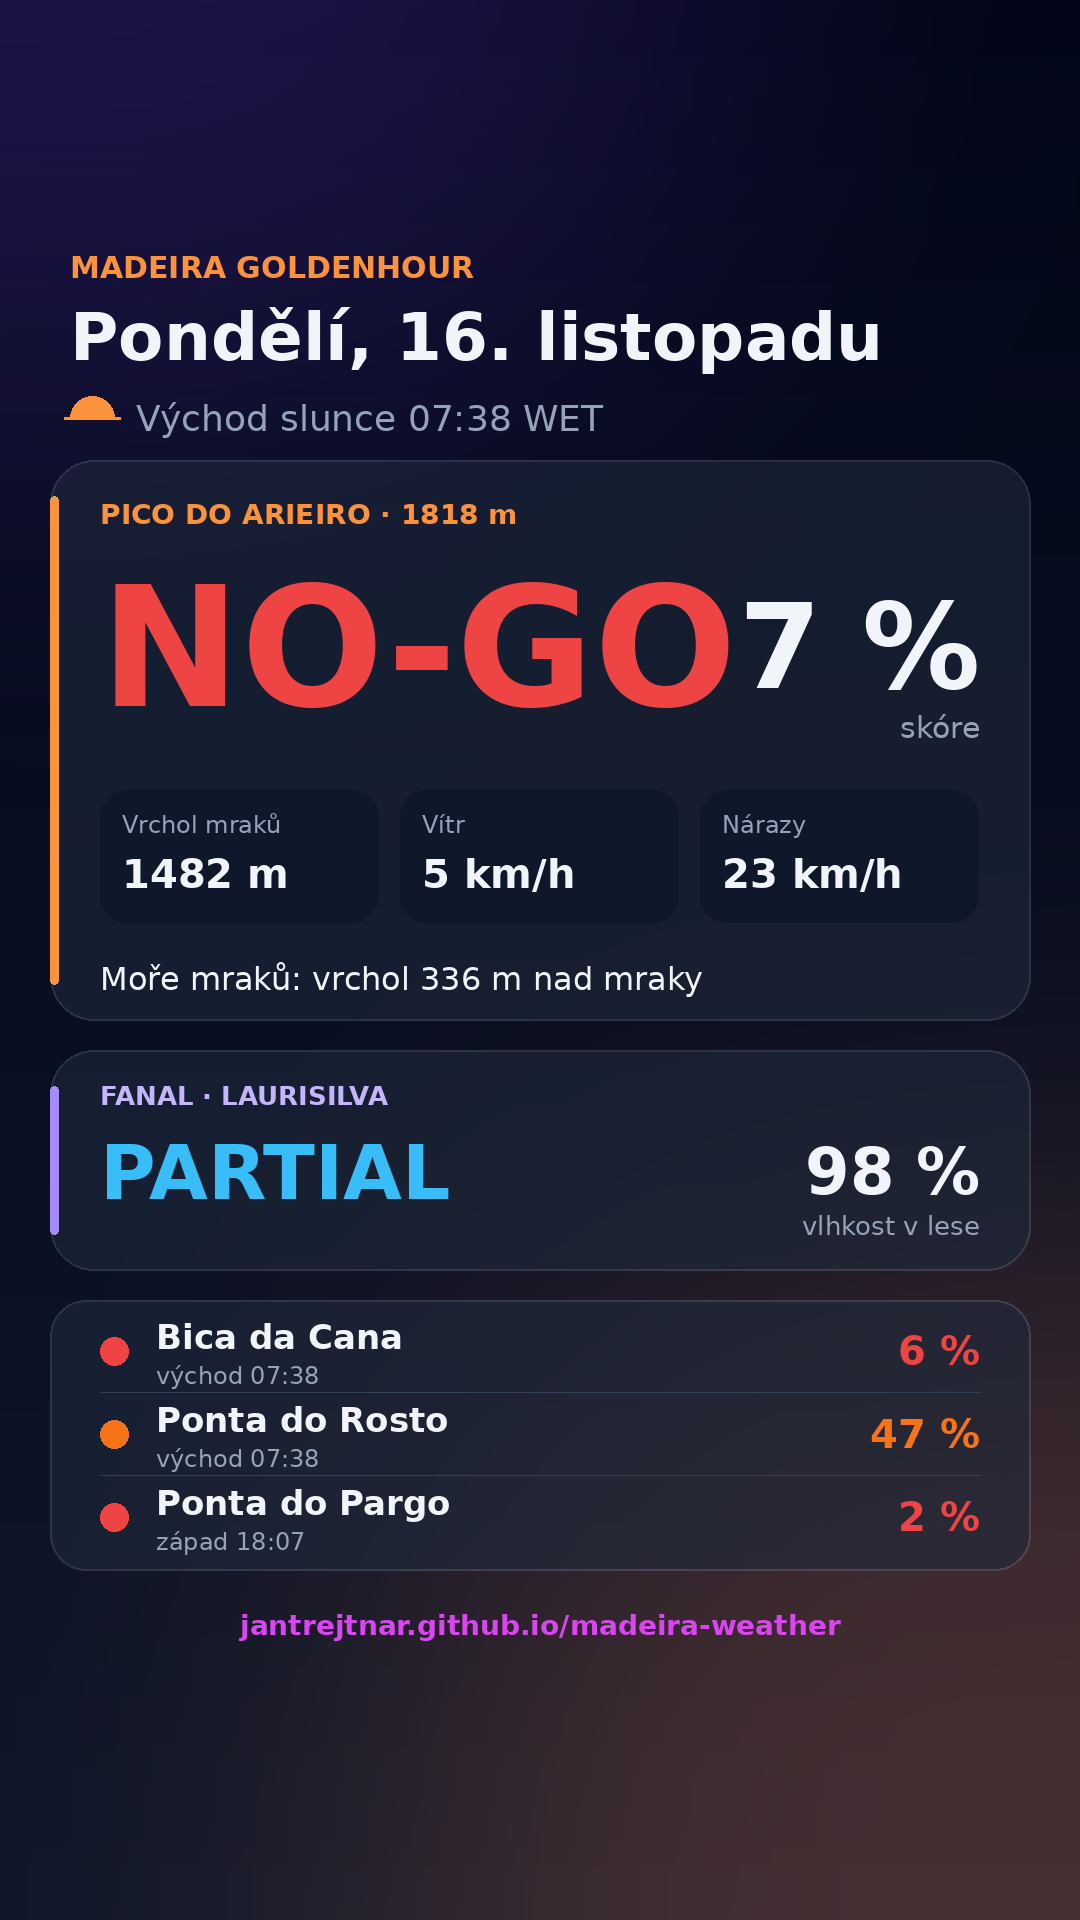 MADEIRA GOLDENHOUR
Pondělí, 16. listopadu
Východ slunce 07:38 WET
PICO DO ARIEIRO · 1818 m
NO-GO 7 %
skóre
Vrchol mraků Vítr Nárazy
1482 m 5 km/h 23 km/h
Moře mraků: vrchol 336 m nad mraky
FANAL · LAURISILVA
PARTIAL 98 %
vlhkost v lese
Bica da Cana 6 %
východ 07:38
Ponta do Rosto 47 %
východ 07:38
Ponta do Pargo 2 %
západ 18:07
jantrejtnar.github.io/madeira-weather